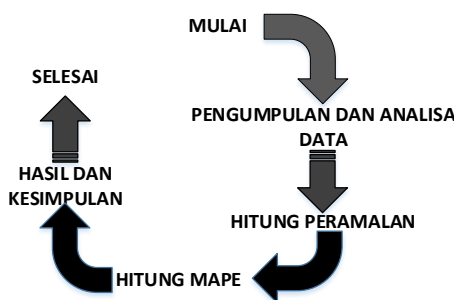 MULAI
PENGUMPULAN DAN ANALISA
DATA
HITUNG PERAMALAN
HITUNG MAPE
HASIL DAN
KESIMPULAN
SELESAI